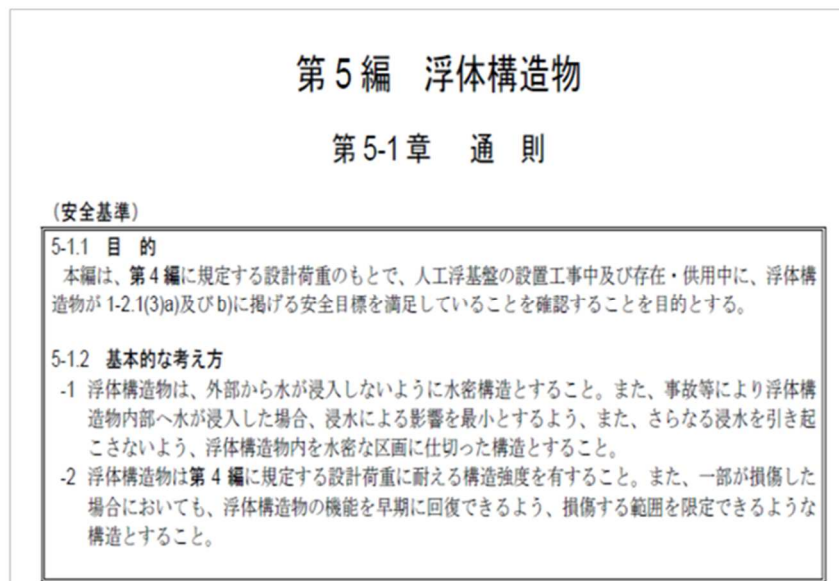 第5編　浮体構造物
第5-1章　通　則
（安全基準）
5-1.1　目　的
本編は、第4編に規定する設計荷重のもとで、人工浮基盤の設置工事中及び存在・供用中に、浮体構
造物が 1-2.1(3)a)及び b)に掲げる安全目標を満足していることを確認することを目的とする。
5-1.2　基本的な考え方
-1　浮体構造物は、外部から水が浸入しないように水密構造とすること。また、事故等により浮体構
造物内部へ水が浸入した場合、浸水による影響を最小とするよう、また、さらなる浸水を引き起
こさないよう、浮体構造物内を水密な区画に仕切った構造とすること。
-2　浮体構造物は第 4 編に規定する設計荷重に耐える構造強度を有すること。また、一部が損傷した
場合においても、浮体構造物の機能を早期に回復できるよう、損傷する範囲を限定できるような
構造とすること。